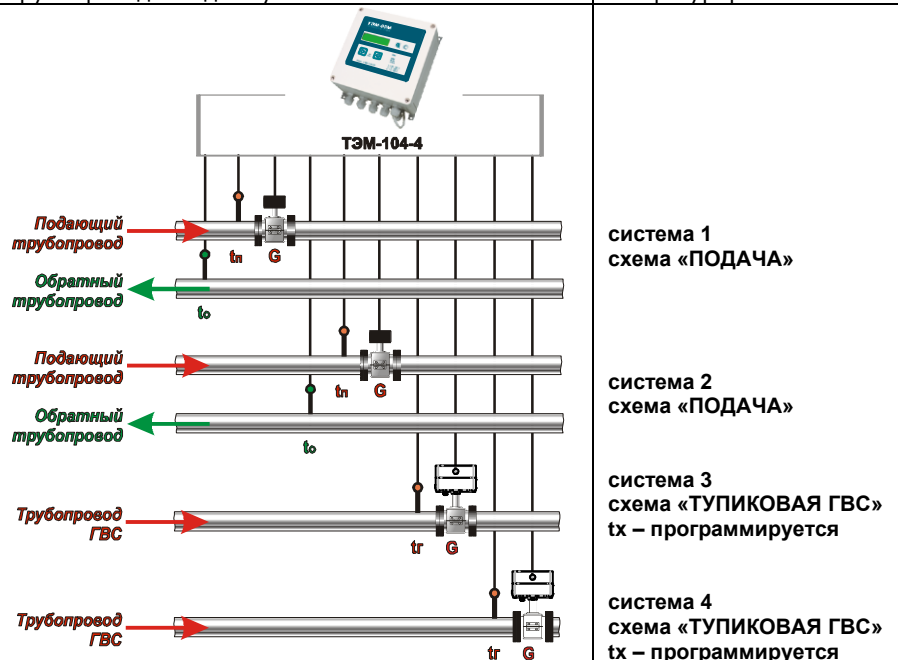 ТЭМ-104-4
Подающий
трубопровод
tп
G
Обратный
трубопровод
tо
система 1
схема «ПОДАЧА»
Подающий
трубопровод
tп
G
Обратный
трубопровод
tо
система 2
схема «ПОДАЧА»
Трубопровод
ГВС
tг
G
система 3
схема «ТУПИКОВАЯ ГВС»
tх – программируется
Трубопровод
ГВС
tг
G
система 4
схема «ТУПИКОВАЯ ГВС»
tх – программируется